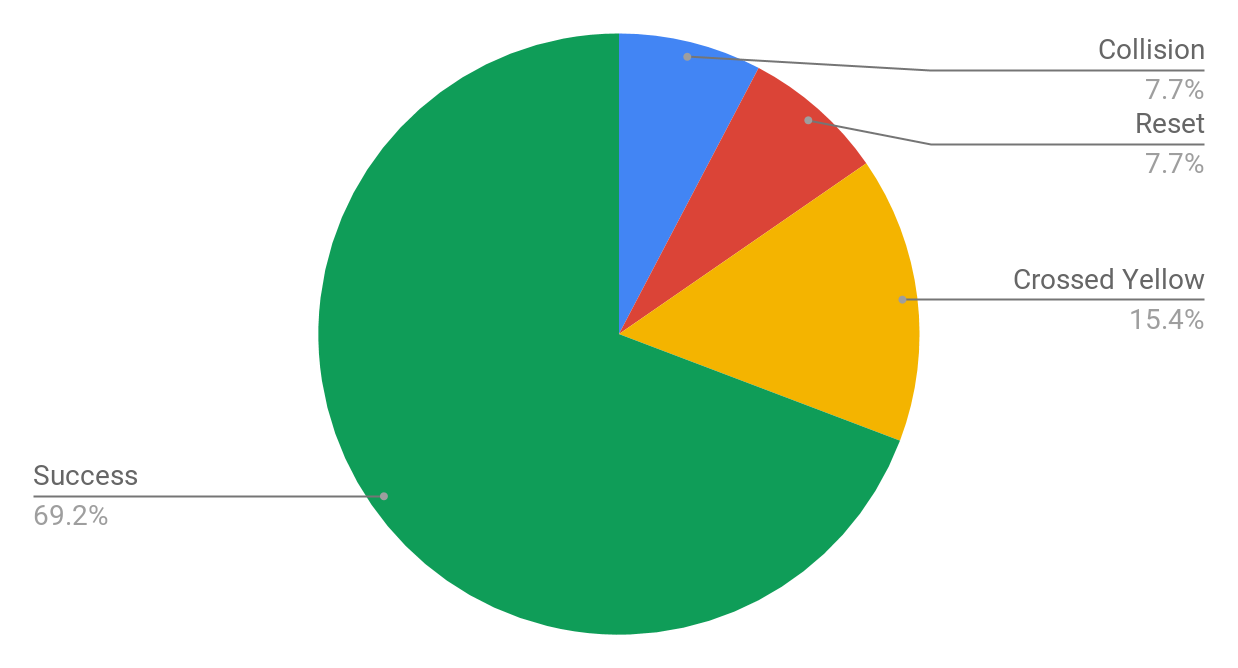 Collision
7.7%
Reset
7.7%
Crossed Yellow
15.4%
Success
69.2%